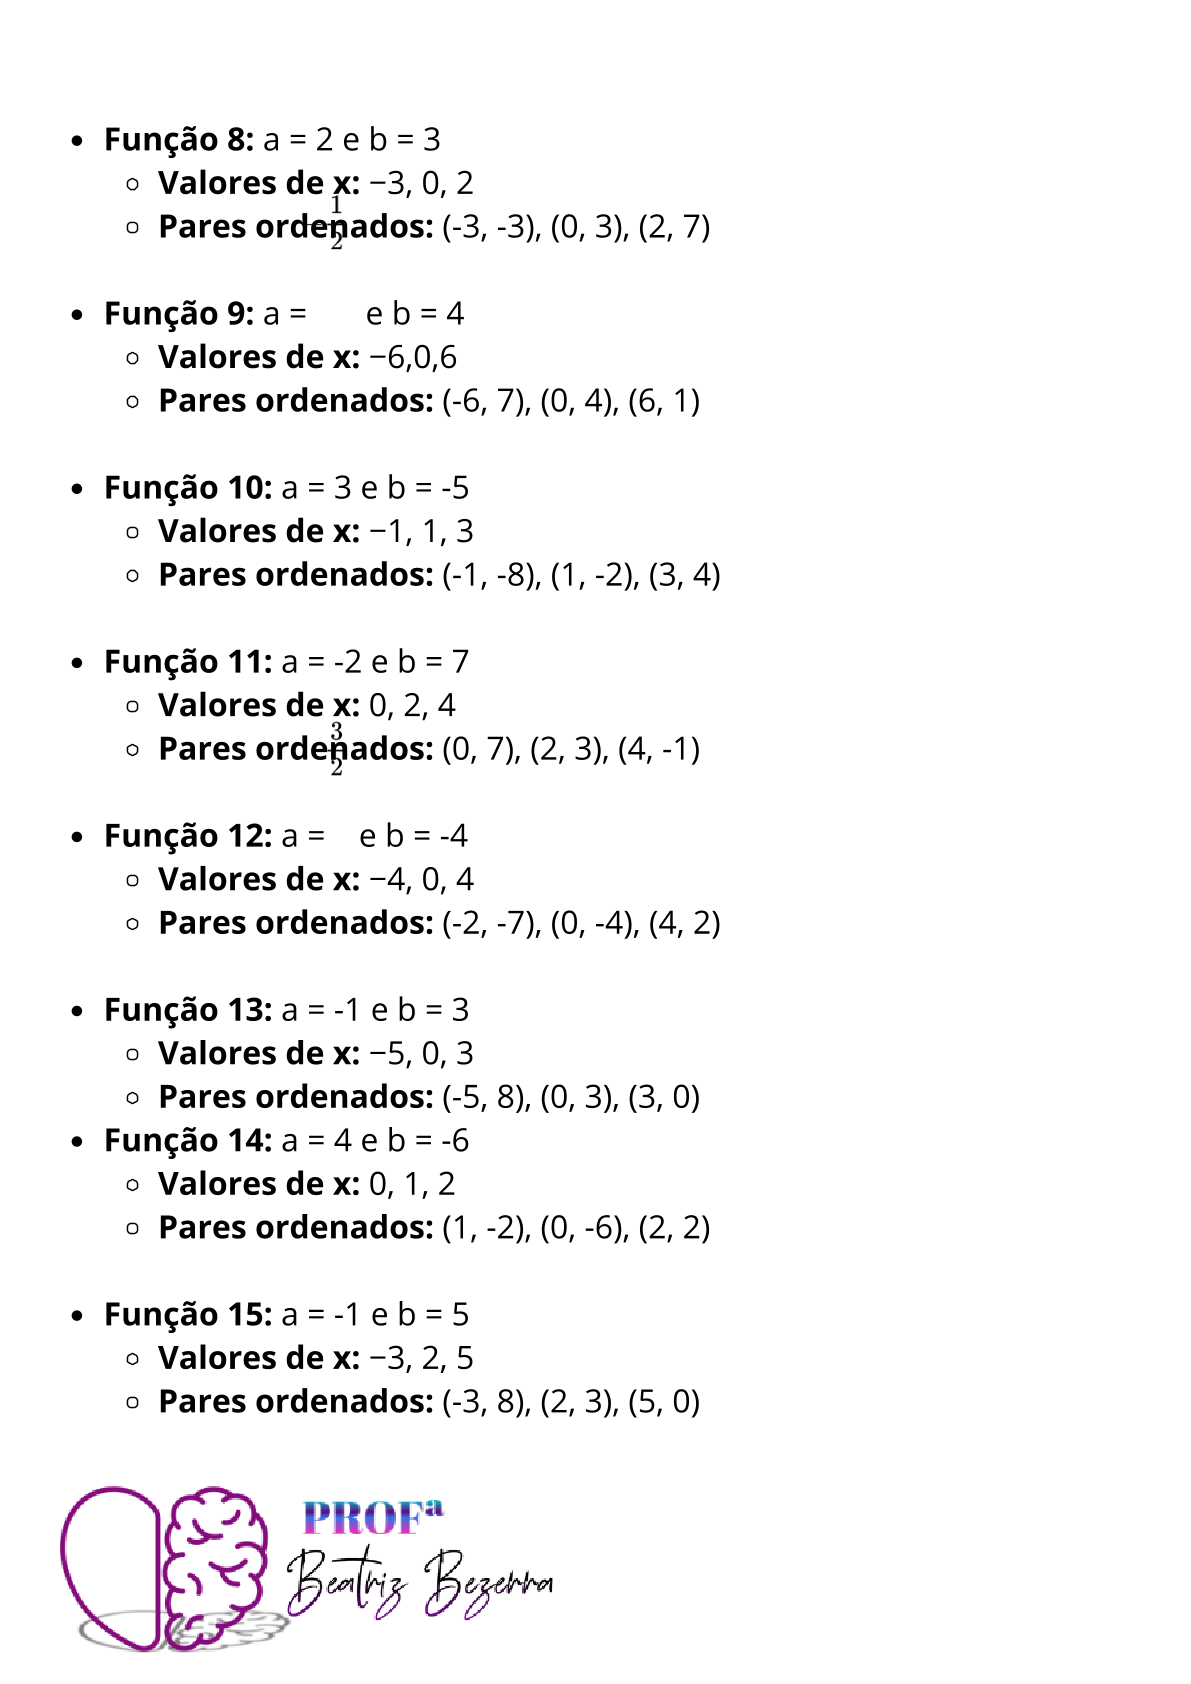 • Função 8: a = 2 e b = 3
◦ Valores de x: −3, 0, 2
◦ Pares ordenados: (-3, -3), (0, 3), (2, 7)
−1/2
• Função 9: a = e b = 4
◦ Valores de x: −6,0,6
◦ Pares ordenados: (-6, 7), (0, 4), (6, 1)
• Função 10: a = 3 e b = -5
◦ Valores de x: −1, 1, 3
◦ Pares ordenados: (-1, -8), (1, -2), (3, 4)
• Função 11: a = -2 e b = 7
◦ Valores de x: 0, 2, 4
◦ Pares ordenados: (0, 7), (2, 3), (4, -1)
3/2
• Função 12: a = e b = -4
◦ Valores de x: −4, 0, 4
◦ Pares ordenados: (-2, -7), (0, -4), (4, 2)
• Função 13: a = -1 e b = 3
◦ Valores de x: −5, 0, 3
◦ Pares ordenados: (-5, 8), (0, 3), (3, 0)
• Função 14: a = 4 e b = -6
◦ Valores de x: 0, 1, 2
◦ Pares ordenados: (1, -2), (0, -6), (2, 2)
• Função 15: a = -1 e b = 5
◦ Valores de x: −3, 2, 5
◦ Pares ordenados: (-3, 8), (2, 3), (5, 0)
PROFª
Beatriz Bezerra